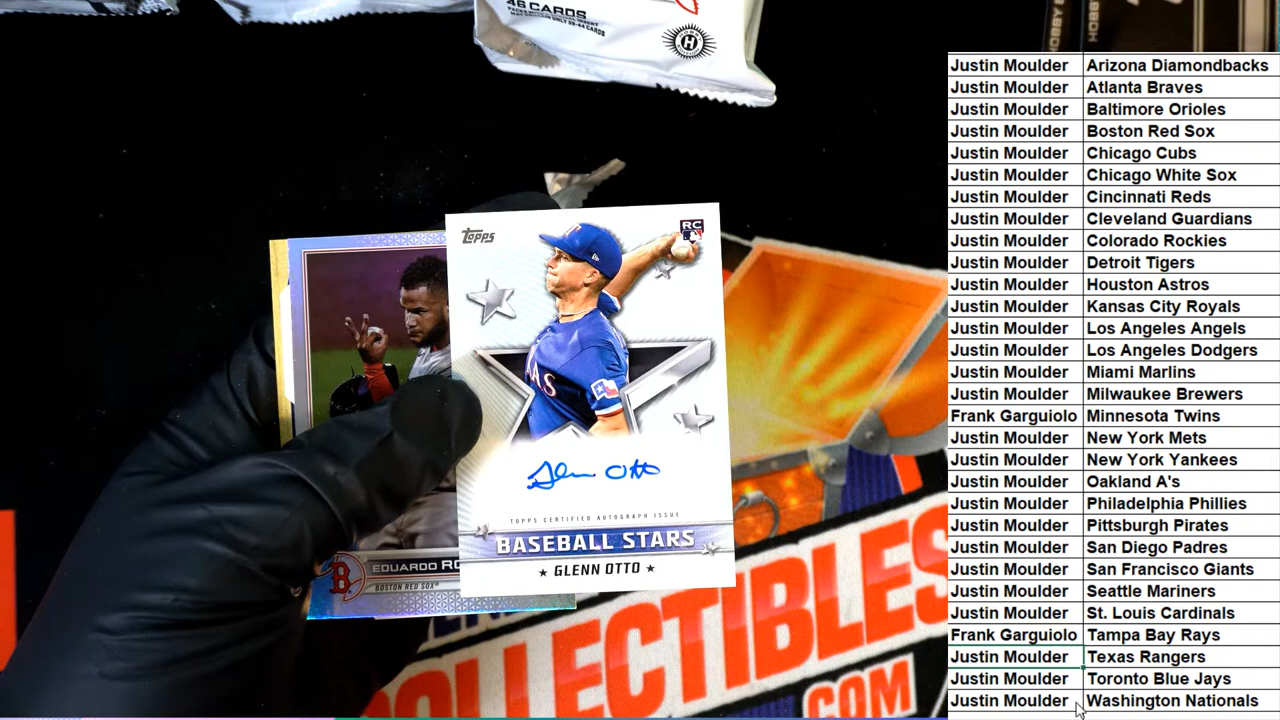 46 CARDS
HOBBY
HOBBY
Topps
RC
AS
Glenn Otto
TOPPS CERTIFIED AUTOGRAPH ISSUE
BASEBALL STARS
★ GLENN OTTO ★
B
EDUARDO RO
BOSTON RED SOX
COLLECTIBLES
.COM
Justin Moulder Arizona Diamondbacks
Justin Moulder Atlanta Braves
Justin Moulder Baltimore Orioles
Justin Moulder Boston Red Sox
Justin Moulder Chicago Cubs
Justin Moulder Chicago White Sox
Justin Moulder Cincinnati Reds
Justin Moulder Cleveland Guardians
Justin Moulder Colorado Rockies
Justin Moulder Detroit Tigers
Justin Moulder Houston Astros
Justin Moulder Kansas City Royals
Justin Moulder Los Angeles Angels
Justin Moulder Los Angeles Dodgers
Justin Moulder Miami Marlins
Justin Moulder Milwaukee Brewers
Frank Garguiolo Minnesota Twins
Justin Moulder New York Mets
Justin Moulder New York Yankees
Justin Moulder Oakland A's
Justin Moulder Philadelphia Phillies
Justin Moulder Pittsburgh Pirates
Justin Moulder San Diego Padres
Justin Moulder San Francisco Giants
Justin Moulder Seattle Mariners
Justin Moulder St. Louis Cardinals
Frank Garguiolo Tampa Bay Rays
Justin Moulder Texas Rangers
Justin Moulder Toronto Blue Jays
Justin Moulder Washington Nationals